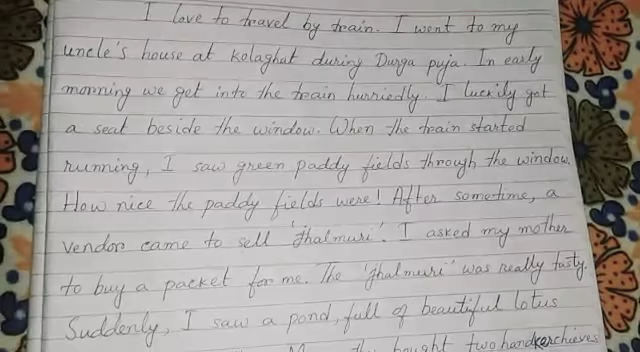 I love to travel by train. I went to my
uncle's house at Kolaghat during Durga puja. In early
morning we get into the train hurriedly. I luckily got
a seat beside the window. When the train started
running, I saw green paddy fields through the window.
How nice the paddy fields were! After sometime, a
vendor came to sell 'jhalmuri'. I asked my mother
to buy a packet for me. The 'jhalmuri' was really tasty.
Suddenly, I saw a pond, full of beautiful lotus
bought two handkerchieves